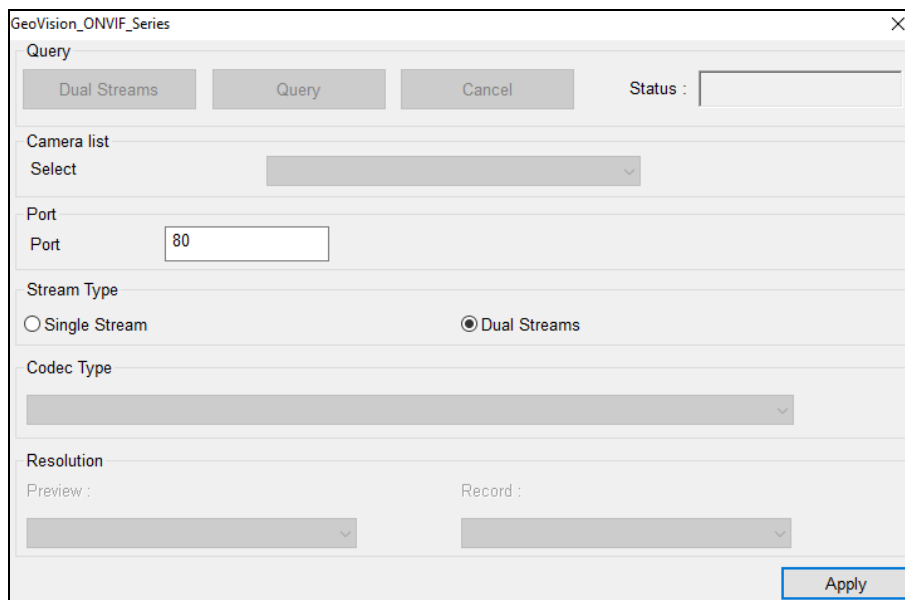 GeoVision_ONVIF_Series
Query
Dual Streams Query Cancel Status :
Camera list
Select
Port
Port 80
Stream Type
Single Stream Dual Streams
Codec Type
Resolution
Preview : Record :
Apply